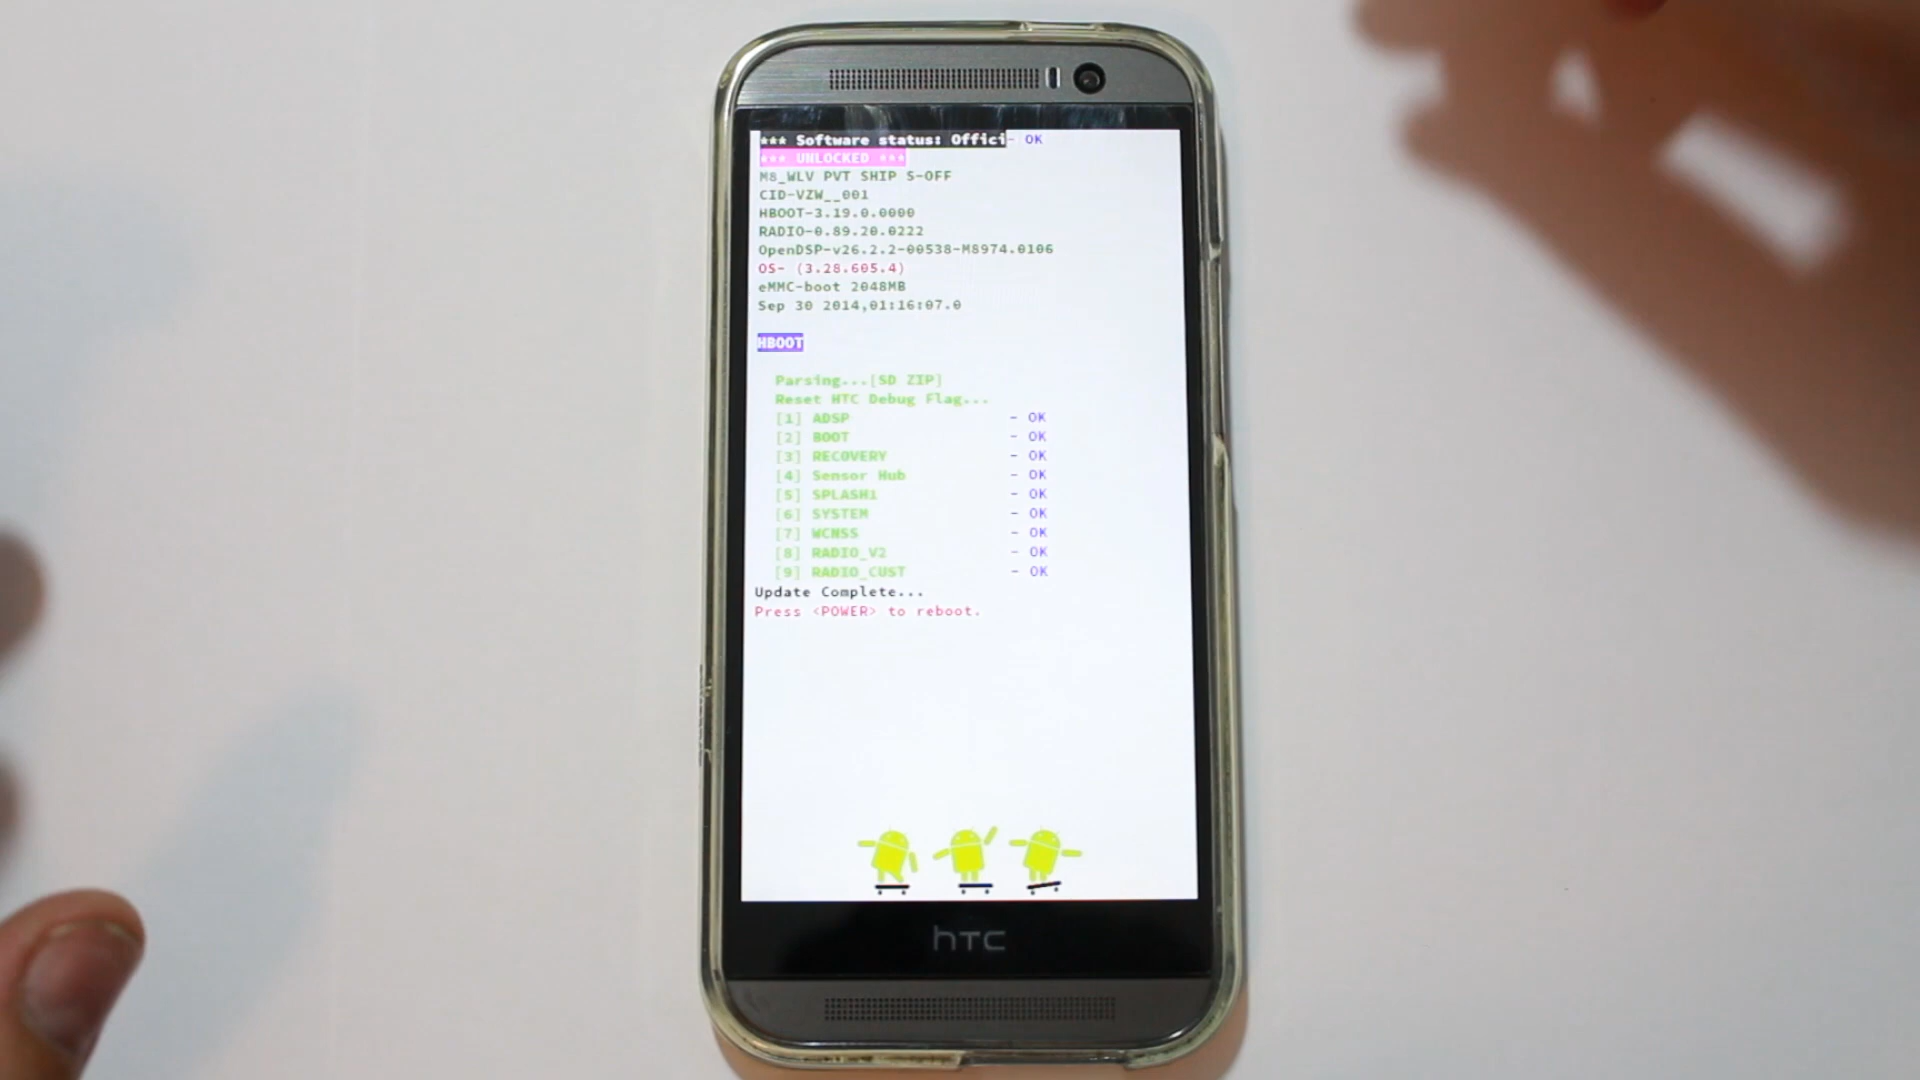 *** Software status: Offici- OK
*** UNLOCKED ***
M8_WLV PVT SHIP S-OFF
CID-VZW__001
HBOOT-3.19.0.0000
RADIO-0.89.20.0222
OpenDSP-v26.2.2-00538-M8974.0106
OS- (3.28.605.4)
eMMC-boot 2048MB
Sep 30 2014,01:16:07.0
HBOOT
Parsing...[SD ZIP]
Reset HTC Debug Flag...
[1] ADSP - OK
[2] BOOT - OK
[3] RECOVERY - OK
[4] Sensor Hub - OK
[5] SPLASH1 - OK
[6] SYSTEM - OK
[7] WCNSS - OK
[8] RADIO_V2 - OK
[9] RADIO_CUST - OK
Update Complete...
Press <POWER> to reboot.
hTC